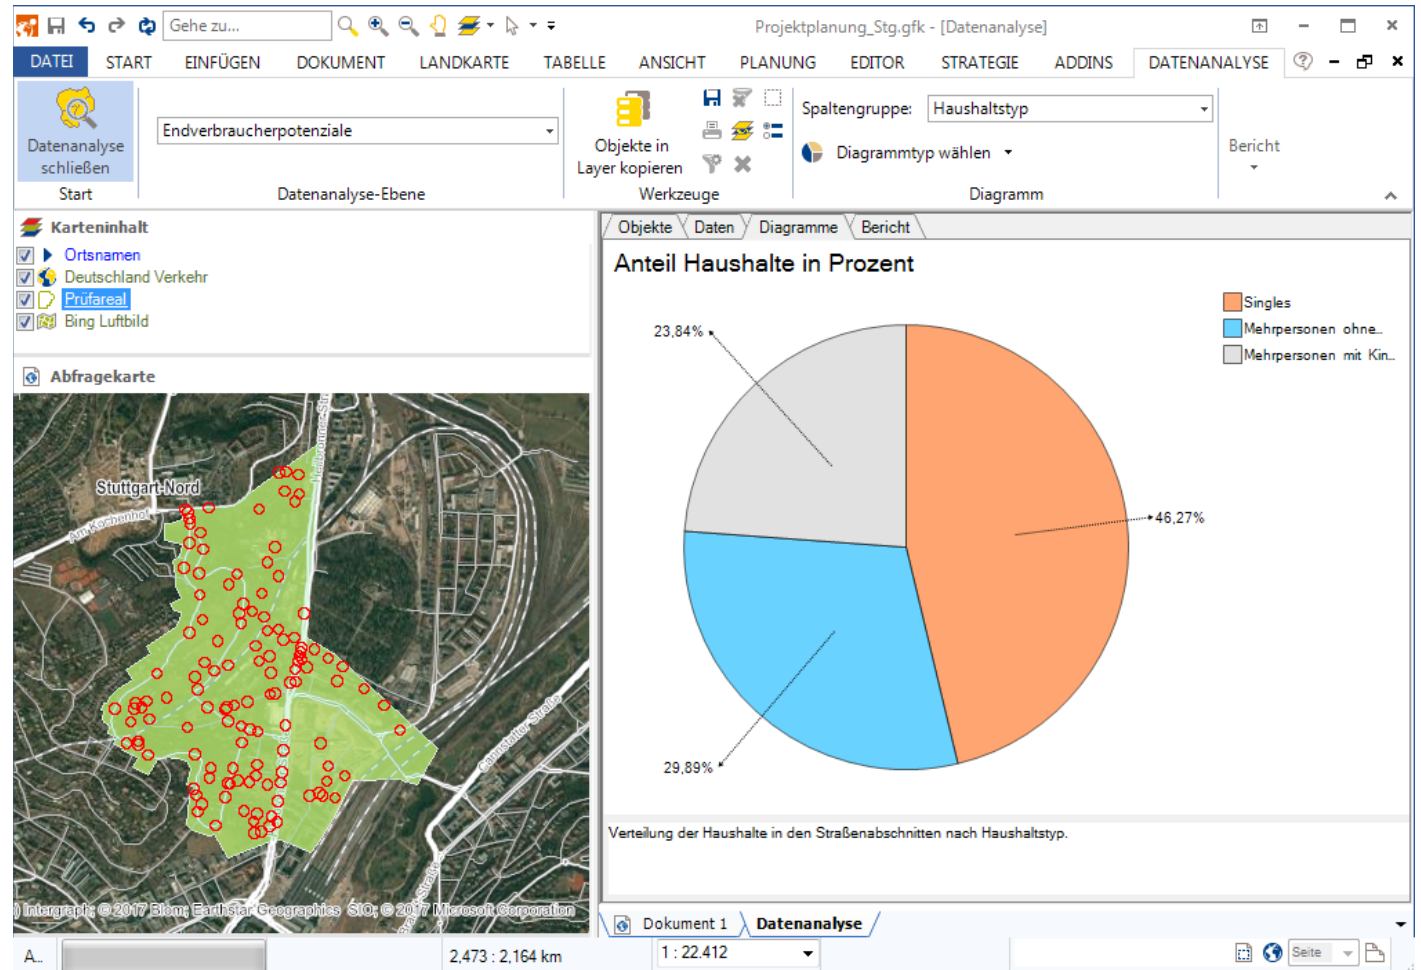 Gehe zu...
Projektplanung_Stg.gfk - [Datenanalyse]
DATEI START EINFÜGEN DOKUMENT LANDKARTE TABELLE ANSICHT PLANUNG EDITOR STRATEGIE ADDINS DATENANALYSE
Datenanalyse
schließen
Start
Endverbraucherpotenziale
Datenanalyse-Ebene
Objekte in
Layer kopieren
Werkzeuge
Spaltengruppe: Haushaltstyp
Diagrammtyp wählen
Diagramm
Bericht
Karteninhalt
Ortsnamen
Deutschland Verkehr
Prüfareal
Bing Luftbild
Abfragekarte
Heilbronner Stra
Stuttgart-Nord
Am Kochenhof
Cannstatter Straße
Intergraph; © 2017 Blom; Earthstar Geographics SIO; © 2017 Microsoft Corporation
Objekte Daten Diagramme Bericht
Anteil Haushalte in Prozent
Singles
Mehrpersonen ohne...
Mehrpersonen mit Kin...
23,84%
46,27%
29,89%
Verteilung der Haushalte in den Straßenabschnitten nach Haushaltstyp.
Dokument 1 Datenanalyse
A... 2,473 : 2,164 km 1 : 22.412 Seite